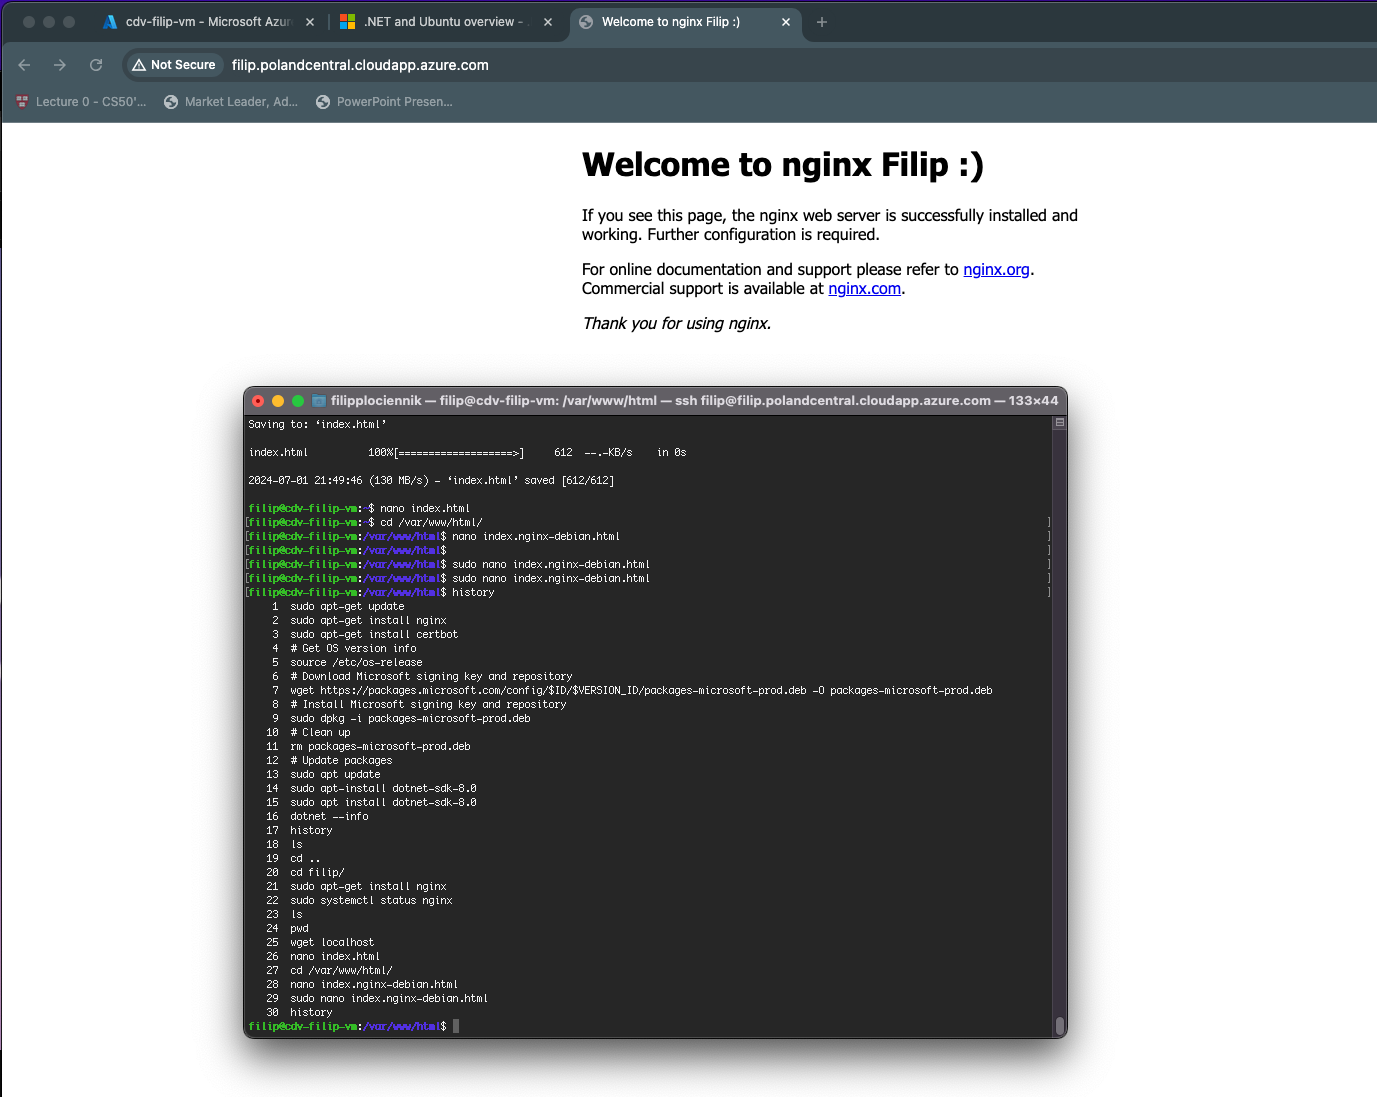 cdv-filip-vm - Microsoft Azur
.NET and Ubuntu overview -
Welcome to nginx Filip :)
Not Secure
filip.polandcentral.cloudapp.azure.com
Lecture 0 - CS50'...
Market Leader, Ad...
PowerPoint Presen...
Welcome to nginx Filip :)
If you see this page, the nginx web server is successfully installed and
working. Further configuration is required.
For online documentation and support please refer to nginx.org.
Commercial support is available at nginx.com.
Thank you for using nginx.
filipplociennik — filip@cdv-filip-vm: /var/www/html — ssh filip@filip.polandcentral.cloudapp.azure.com — 133×44
Saving to: ‘index.html’
index.html 100%[===================>] 612 --.-KB/s in 0s
2024-07-01 21:49:46 (130 MB/s) - ‘index.html’ saved [612/612]
filip@cdv-filip-vm:~$ nano index.html
[filip@cdv-filip-vm:~$ cd /var/www/html/ ]
[filip@cdv-filip-vm:/var/www/html$ nano index.nginx-debian.html ]
[filip@cdv-filip-vm:/var/www/html$ ]
[filip@cdv-filip-vm:/var/www/html$ sudo nano index.nginx-debian.html ]
[filip@cdv-filip-vm:/var/www/html$ sudo nano index.nginx-debian.html ]
[filip@cdv-filip-vm:/var/www/html$ history ]
1 sudo apt-get update
2 sudo apt-get install nginx
3 sudo apt-get install certbot
4 # Get OS version info
5 source /etc/os-release
6 # Download Microsoft signing key and repository
7 wget https://packages.microsoft.com/config/$ID/$VERSION_ID/packages-microsoft-prod.deb -O packages-microsoft-prod.deb
8 # Install Microsoft signing key and repository
9 sudo dpkg -i packages-microsoft-prod.deb
10 # Clean up
11 rm packages-microsoft-prod.deb
12 # Update packages
13 sudo apt update
14 sudo apt-install dotnet-sdk-8.0
15 sudo apt install dotnet-sdk-8.0
16 dotnet --info
17 history
18 ls
19 cd ..
20 cd filip/
21 sudo apt-get install nginx
22 sudo systemctl status nginx
23 ls
24 pwd
25 wget localhost
26 nano index.html
27 cd /var/www/html/
28 nano index.nginx-debian.html
29 sudo nano index.nginx-debian.html
30 history
filip@cdv-filip-vm:/var/www/html$